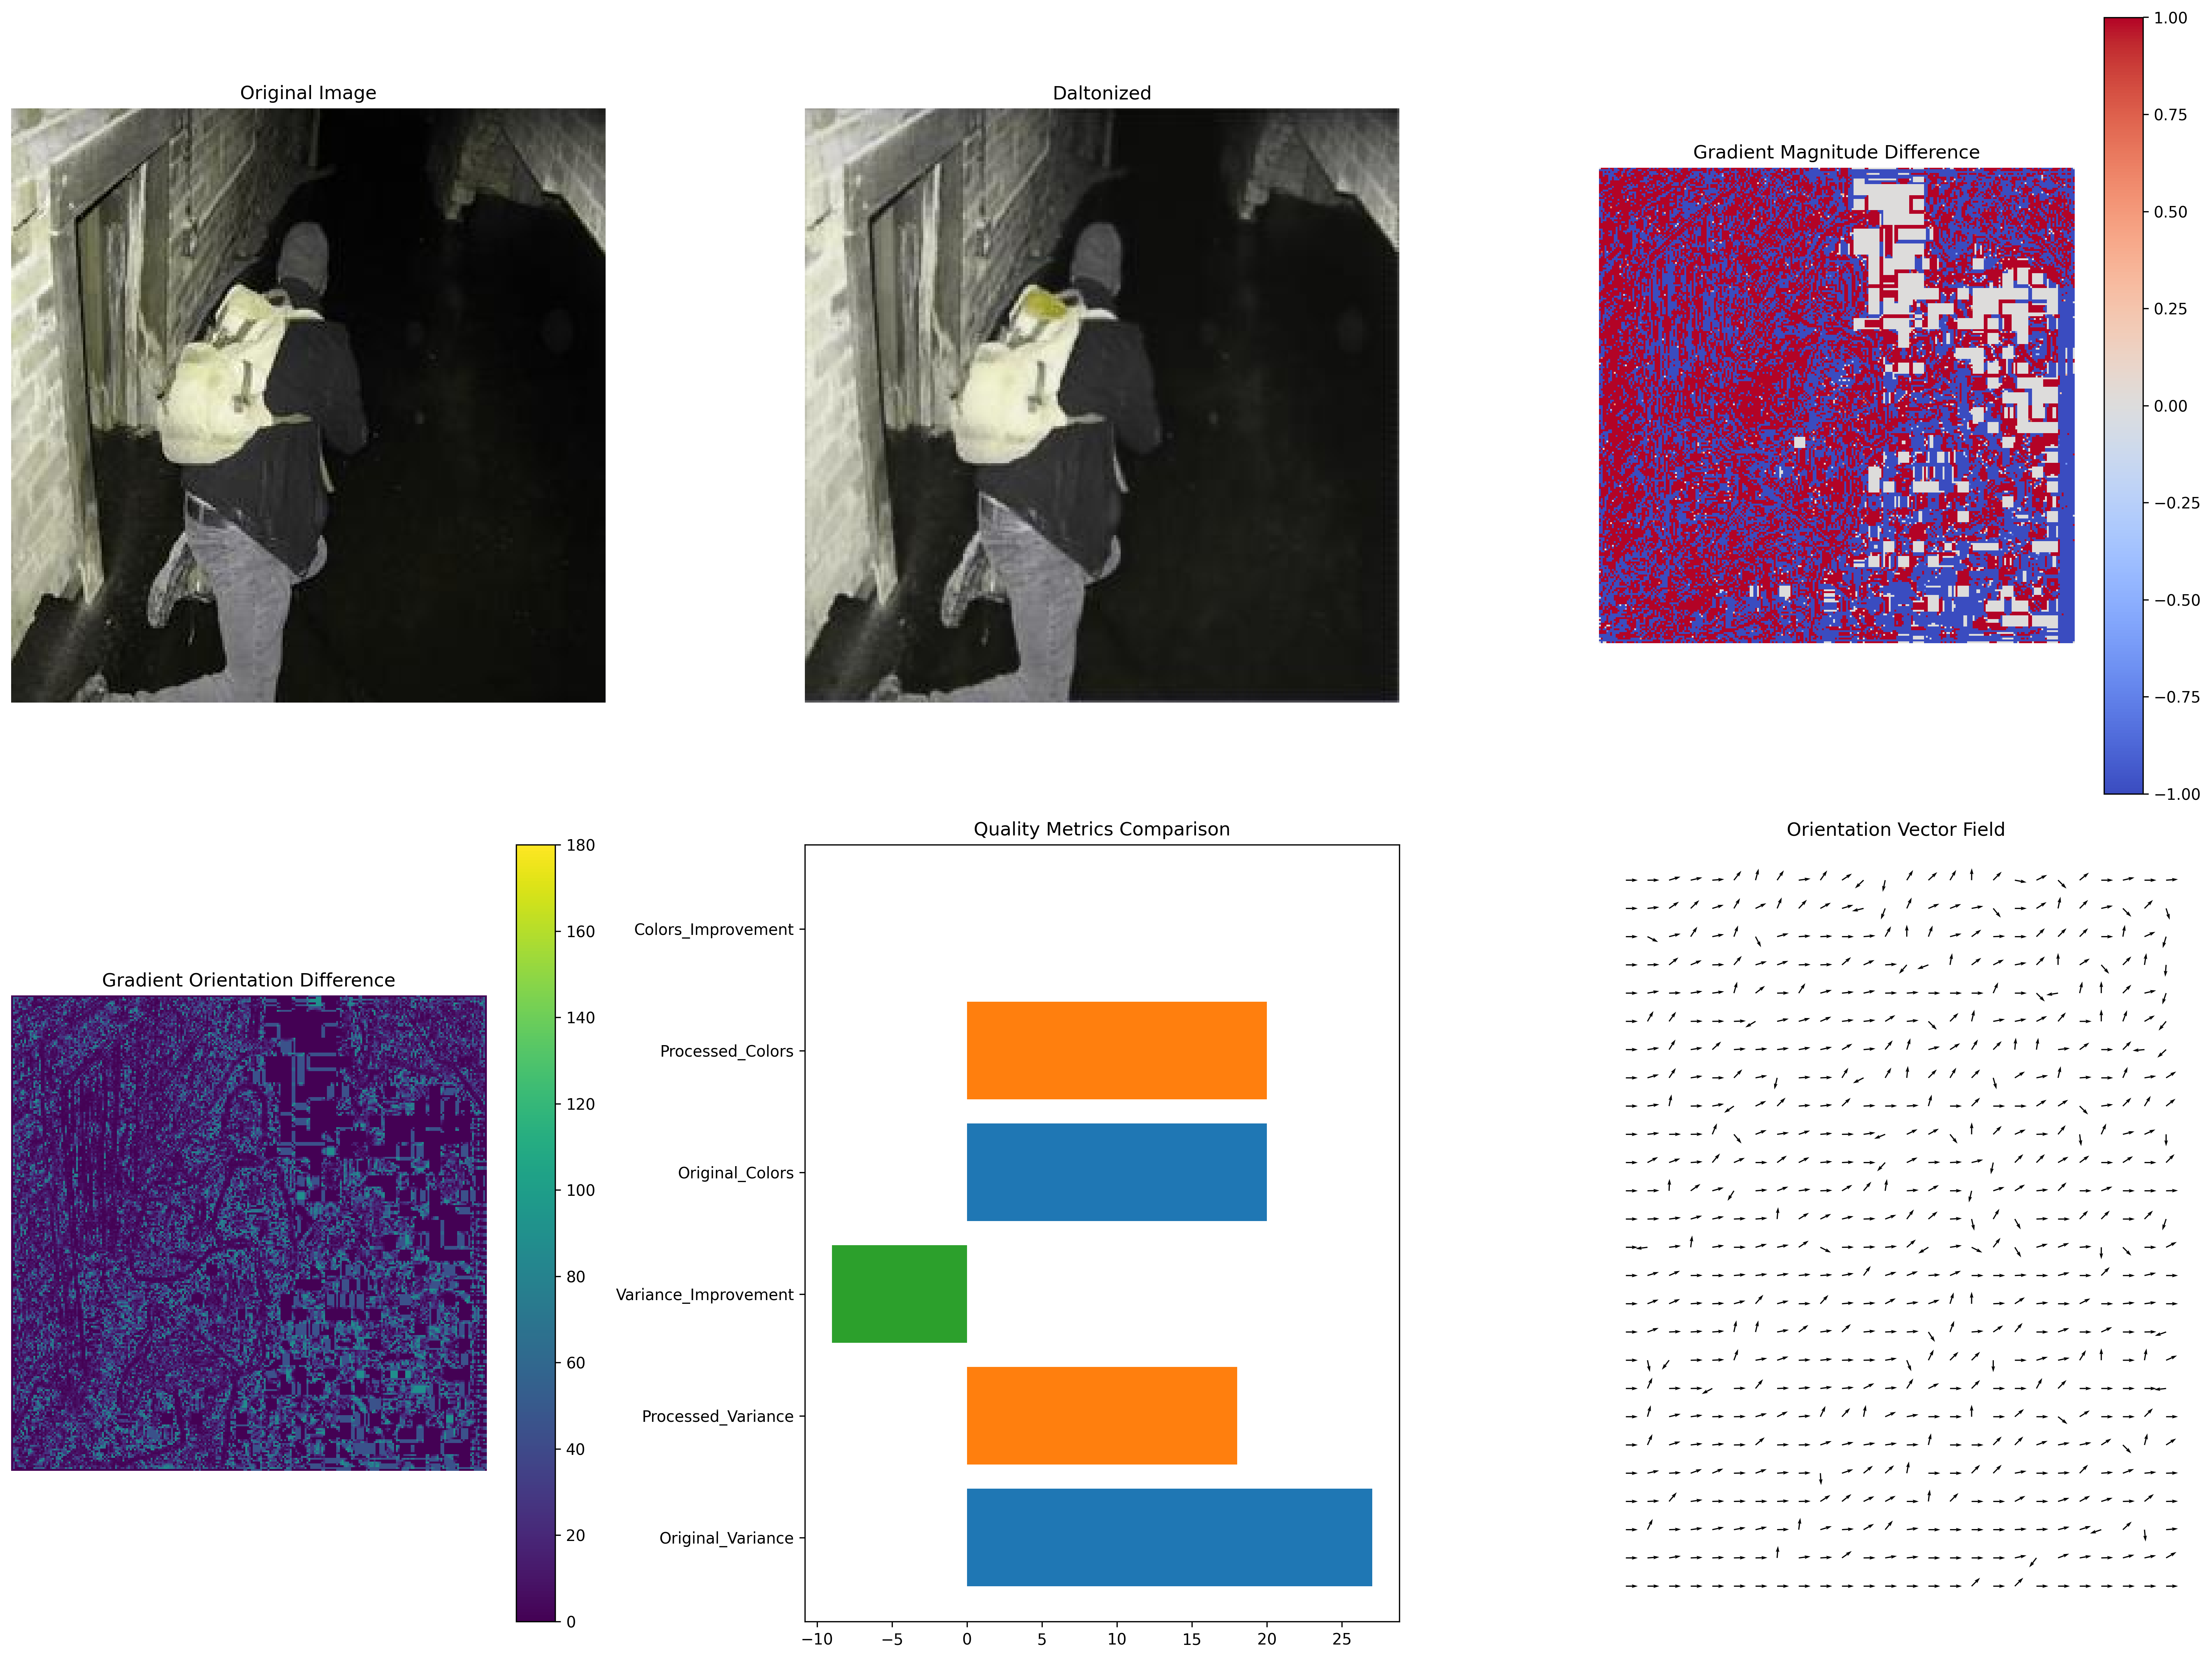 Original Image
Daltonized
Gradient Magnitude Difference
1.00
0.75
0.50
0.25
0.00
−0.25
−0.50
−0.75
−1.00
Gradient Orientation Difference
180
160
140
120
100
80
60
40
20
0
Quality Metrics Comparison
Colors_Improvement
Processed_Colors
Original_Colors
Variance_Improvement
Processed_Variance
Original_Variance
−10 −5 0 5 10 15 20 25
Orientation Vector Field